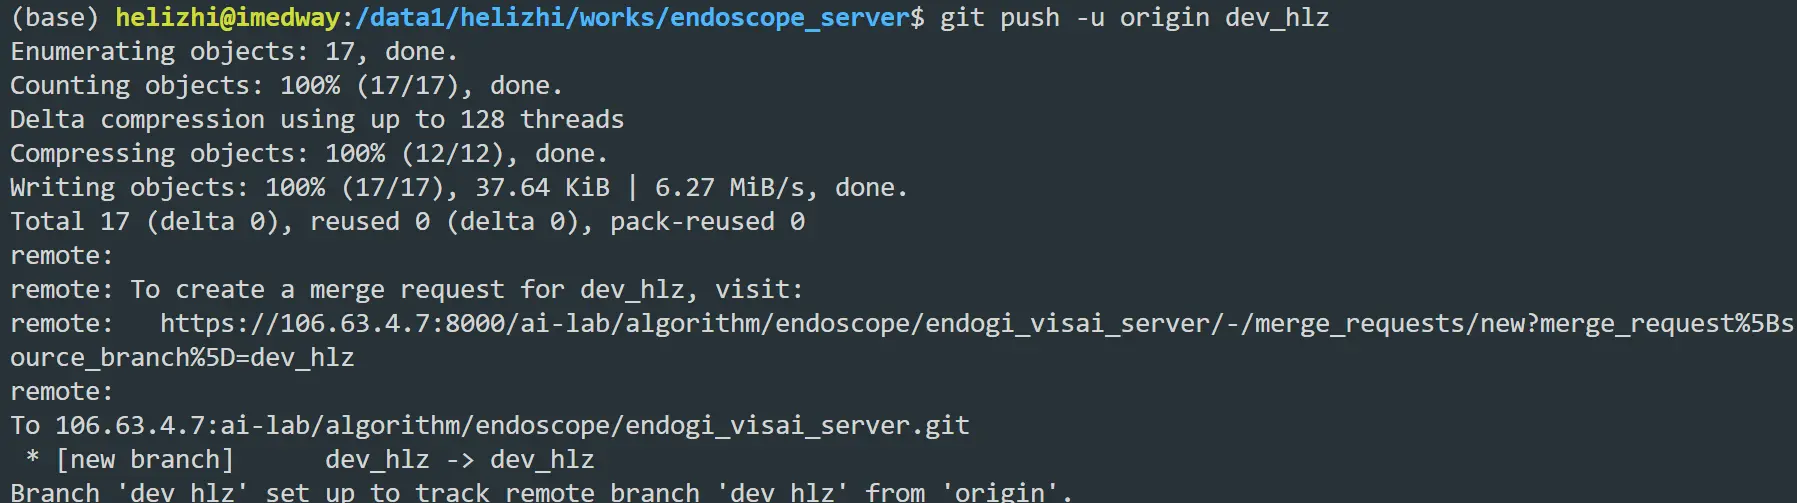 (base) helizhi@imedway:/data1/helizhi/works/endoscope_server$ git push -u origin dev_hlz
Enumerating objects: 17, done.
Counting objects: 100% (17/17), done.
Delta compression using up to 128 threads
Compressing objects: 100% (12/12), done.
Writing objects: 100% (17/17), 37.64 KiB | 6.27 MiB/s, done.
Total 17 (delta 0), reused 0 (delta 0), pack-reused 0
remote:
remote: To create a merge request for dev_hlz, visit:
remote:   https://106.63.4.7:8000/ai-lab/algorithm/endoscope/endogi_visai_server/-/merge_requests/new?merge_request%5Bs
ource_branch%5D=dev_hlz
remote:
To 106.63.4.7:ai-lab/algorithm/endoscope/endogi_visai_server.git
 * [new branch]      dev_hlz -> dev_hlz
Branch 'dev_hlz' set up to track remote branch 'dev_hlz' from 'origin'.